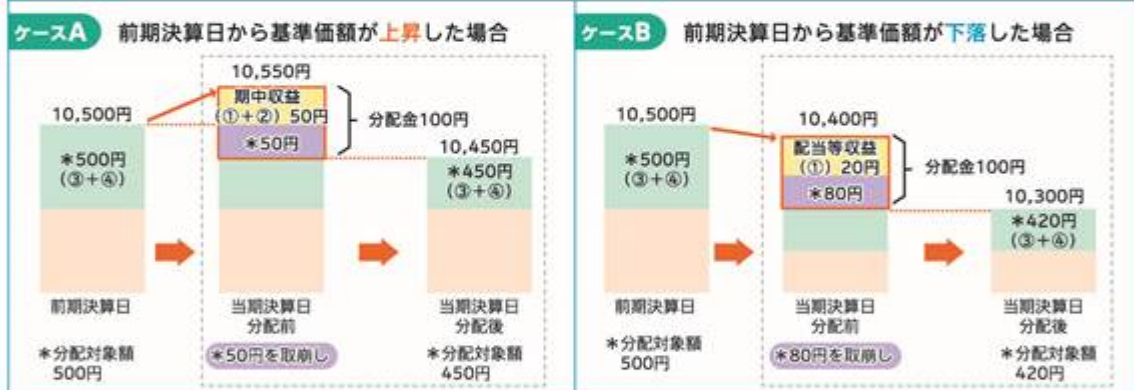 ケースA 前期決算日から基準価額が上昇した場合
10,550円
10,500円
期中収益
(①+②) 50円
分配金100円
*50円
10,450円
*500円
(③+④)
*450円
(③+④)
前期決算日
当期決算日
分配前
当期決算日
分配後
*分配対象額
500円
*50円を取崩し
*分配対象額
450円
ケースB 前期決算日から基準価額が下落した場合
10,500円
10,400円
配当等収益
(①) 20円
分配金100円
*80円
*500円
(③+④)
10,300円
*420円
(③+④)
前期決算日
当期決算日
分配前
当期決算日
分配後
*分配対象額
500円
*80円を取崩し
*分配対象額
420円